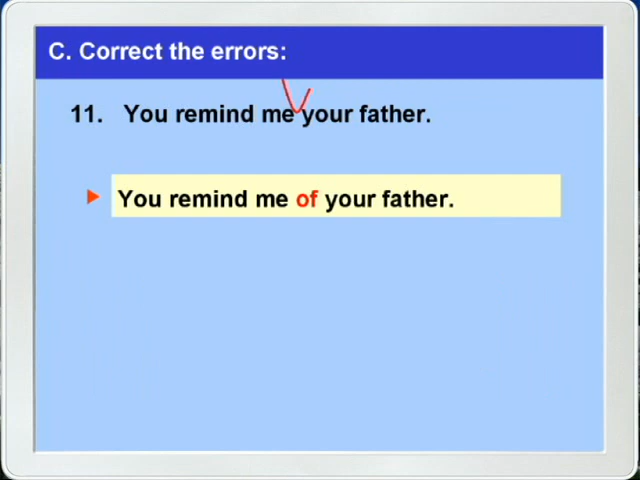 C. Correct the errors:
11. You remind me your father.
You remind me of your father.